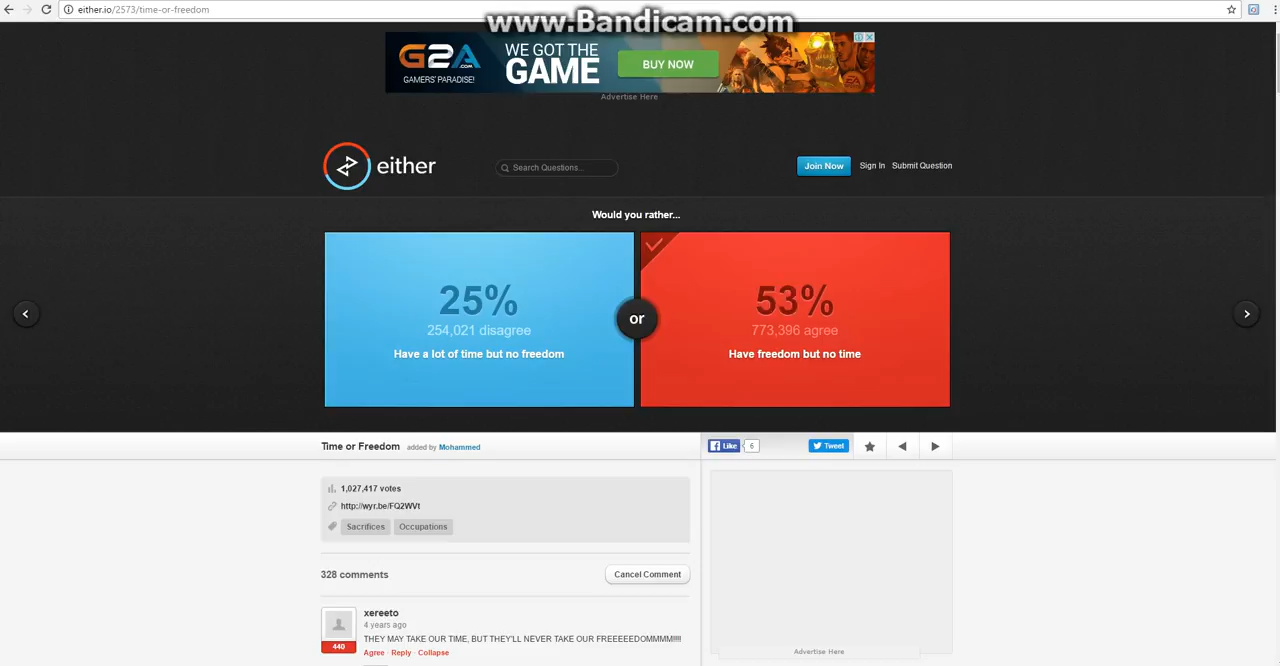 either.io/2573/time-or-freedom
www.Bandicam.com
G2A.COM
GAMERS' PARADISE!
WE GOT THE
GAME
BUY NOW
EA
Advertise Here
either
Search Questions...
Join Now
Sign In
Submit Question
Would you rather...
25%
254,021 disagree
Have a lot of time but no freedom
or
53%
773,396 agree
Have freedom but no time
Time or Freedom added by Mohammed
Like 6
Tweet
1,027,417 votes
http://wyr.be/FQ2WVt
Sacrifices Occupations
328 comments
Cancel Comment
xereeto
4 years ago
440
THEY MAY TAKE OUR TIME, BUT THEY'LL NEVER TAKE OUR FREEEEDOMMMM!!!!
Agree · Reply · Collapse
Advertise Here